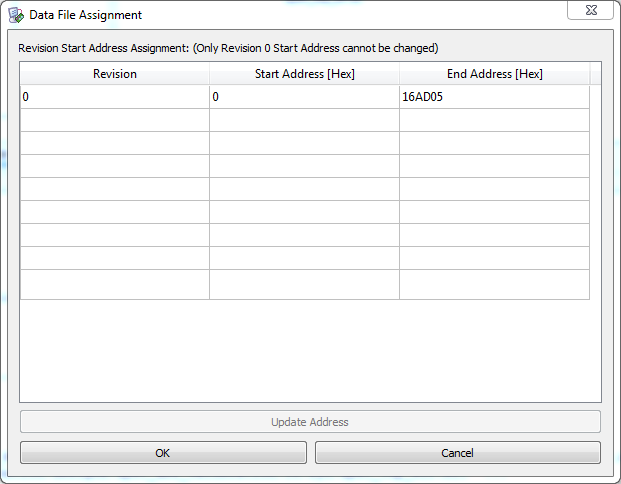 Data File Assignment
Revision Start Address Assignment: (Only Revision 0 Start Address cannot be changed)
Revision Start Address [Hex] End Address [Hex]
0 0 16AD05
Update Address
OK Cancel